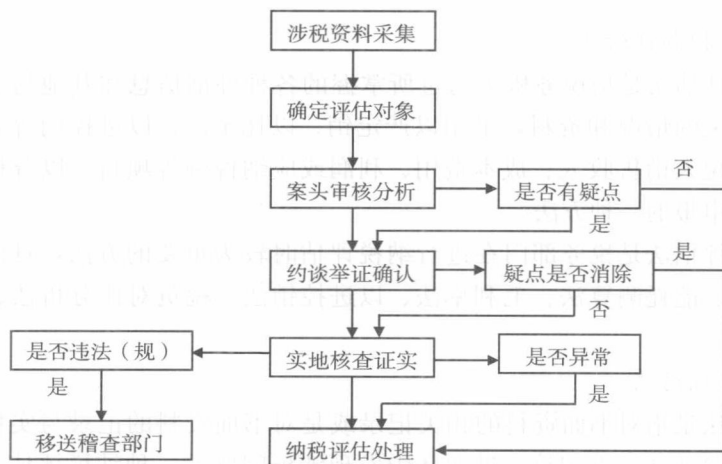 涉税资料采集
确定评估对象
案头审核分析
是否有疑点
否
是
约谈举证确认
疑点是否消除
是
否
是否违法（规）
实地核查证实
是否异常
是
是
移送稽查部门
纳税评估处理